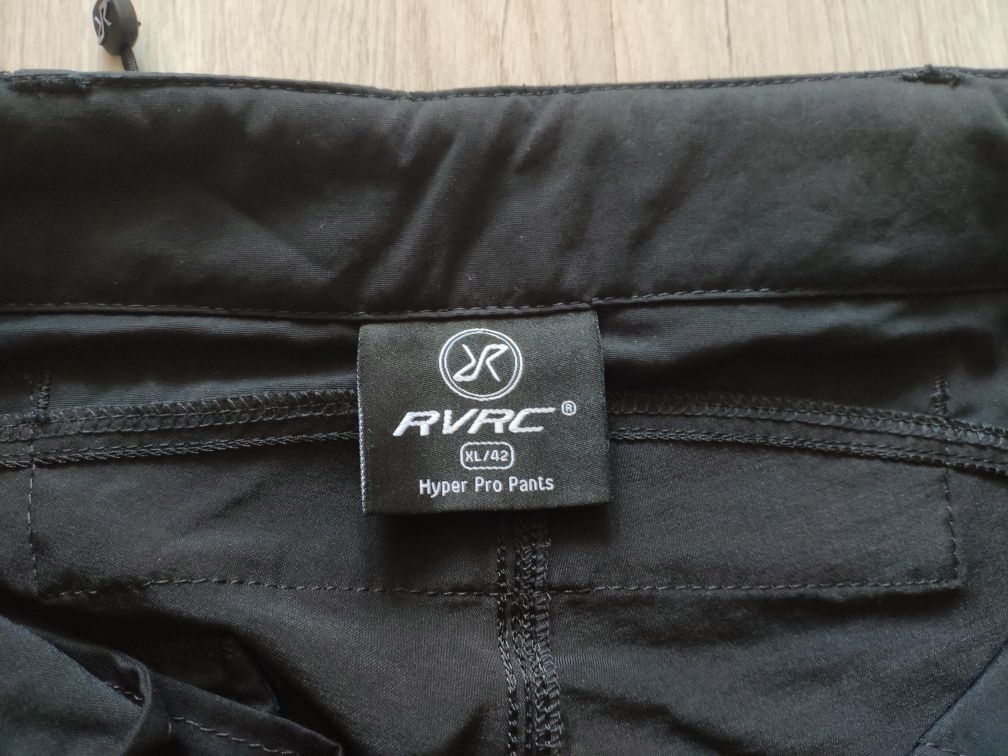 RVRC®
XL/42
Hyper Pro Pants